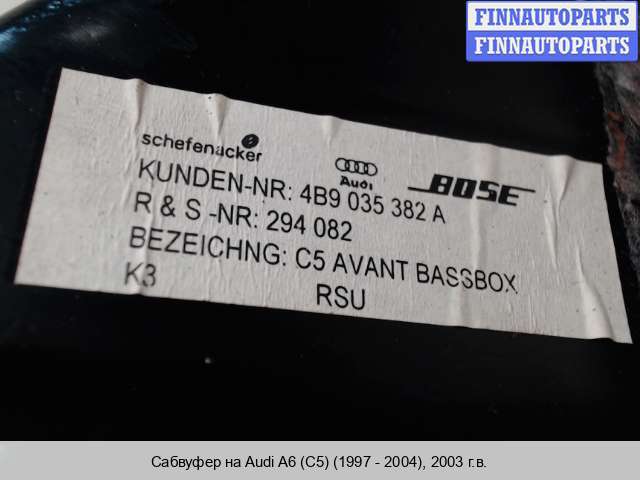 FINNAUTOPARTS
FINNAUTOPARTS
schefenacker
Audi
BOSE
KUNDEN-NR: 4B9 035 382 A
R & S -NR: 294 082
BEZEICHNG: C5 AVANT BASSBOX
K3 RSU
Сабвуфер на Audi A6 (C5) (1997 - 2004), 2003 г.в.